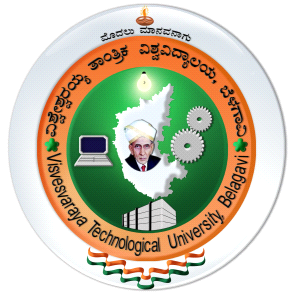 ಮೊದಲು ಮಾನವನಾಗು
ವಿಶ್ವೇಶ್ವರಯ್ಯ ತಾಂತ್ರಿಕ ವಿಶ್ವವಿದ್ಯಾಲಯ, ಬೆಳಗಾವಿ
Visvesvaraya Technological University, Belagavi